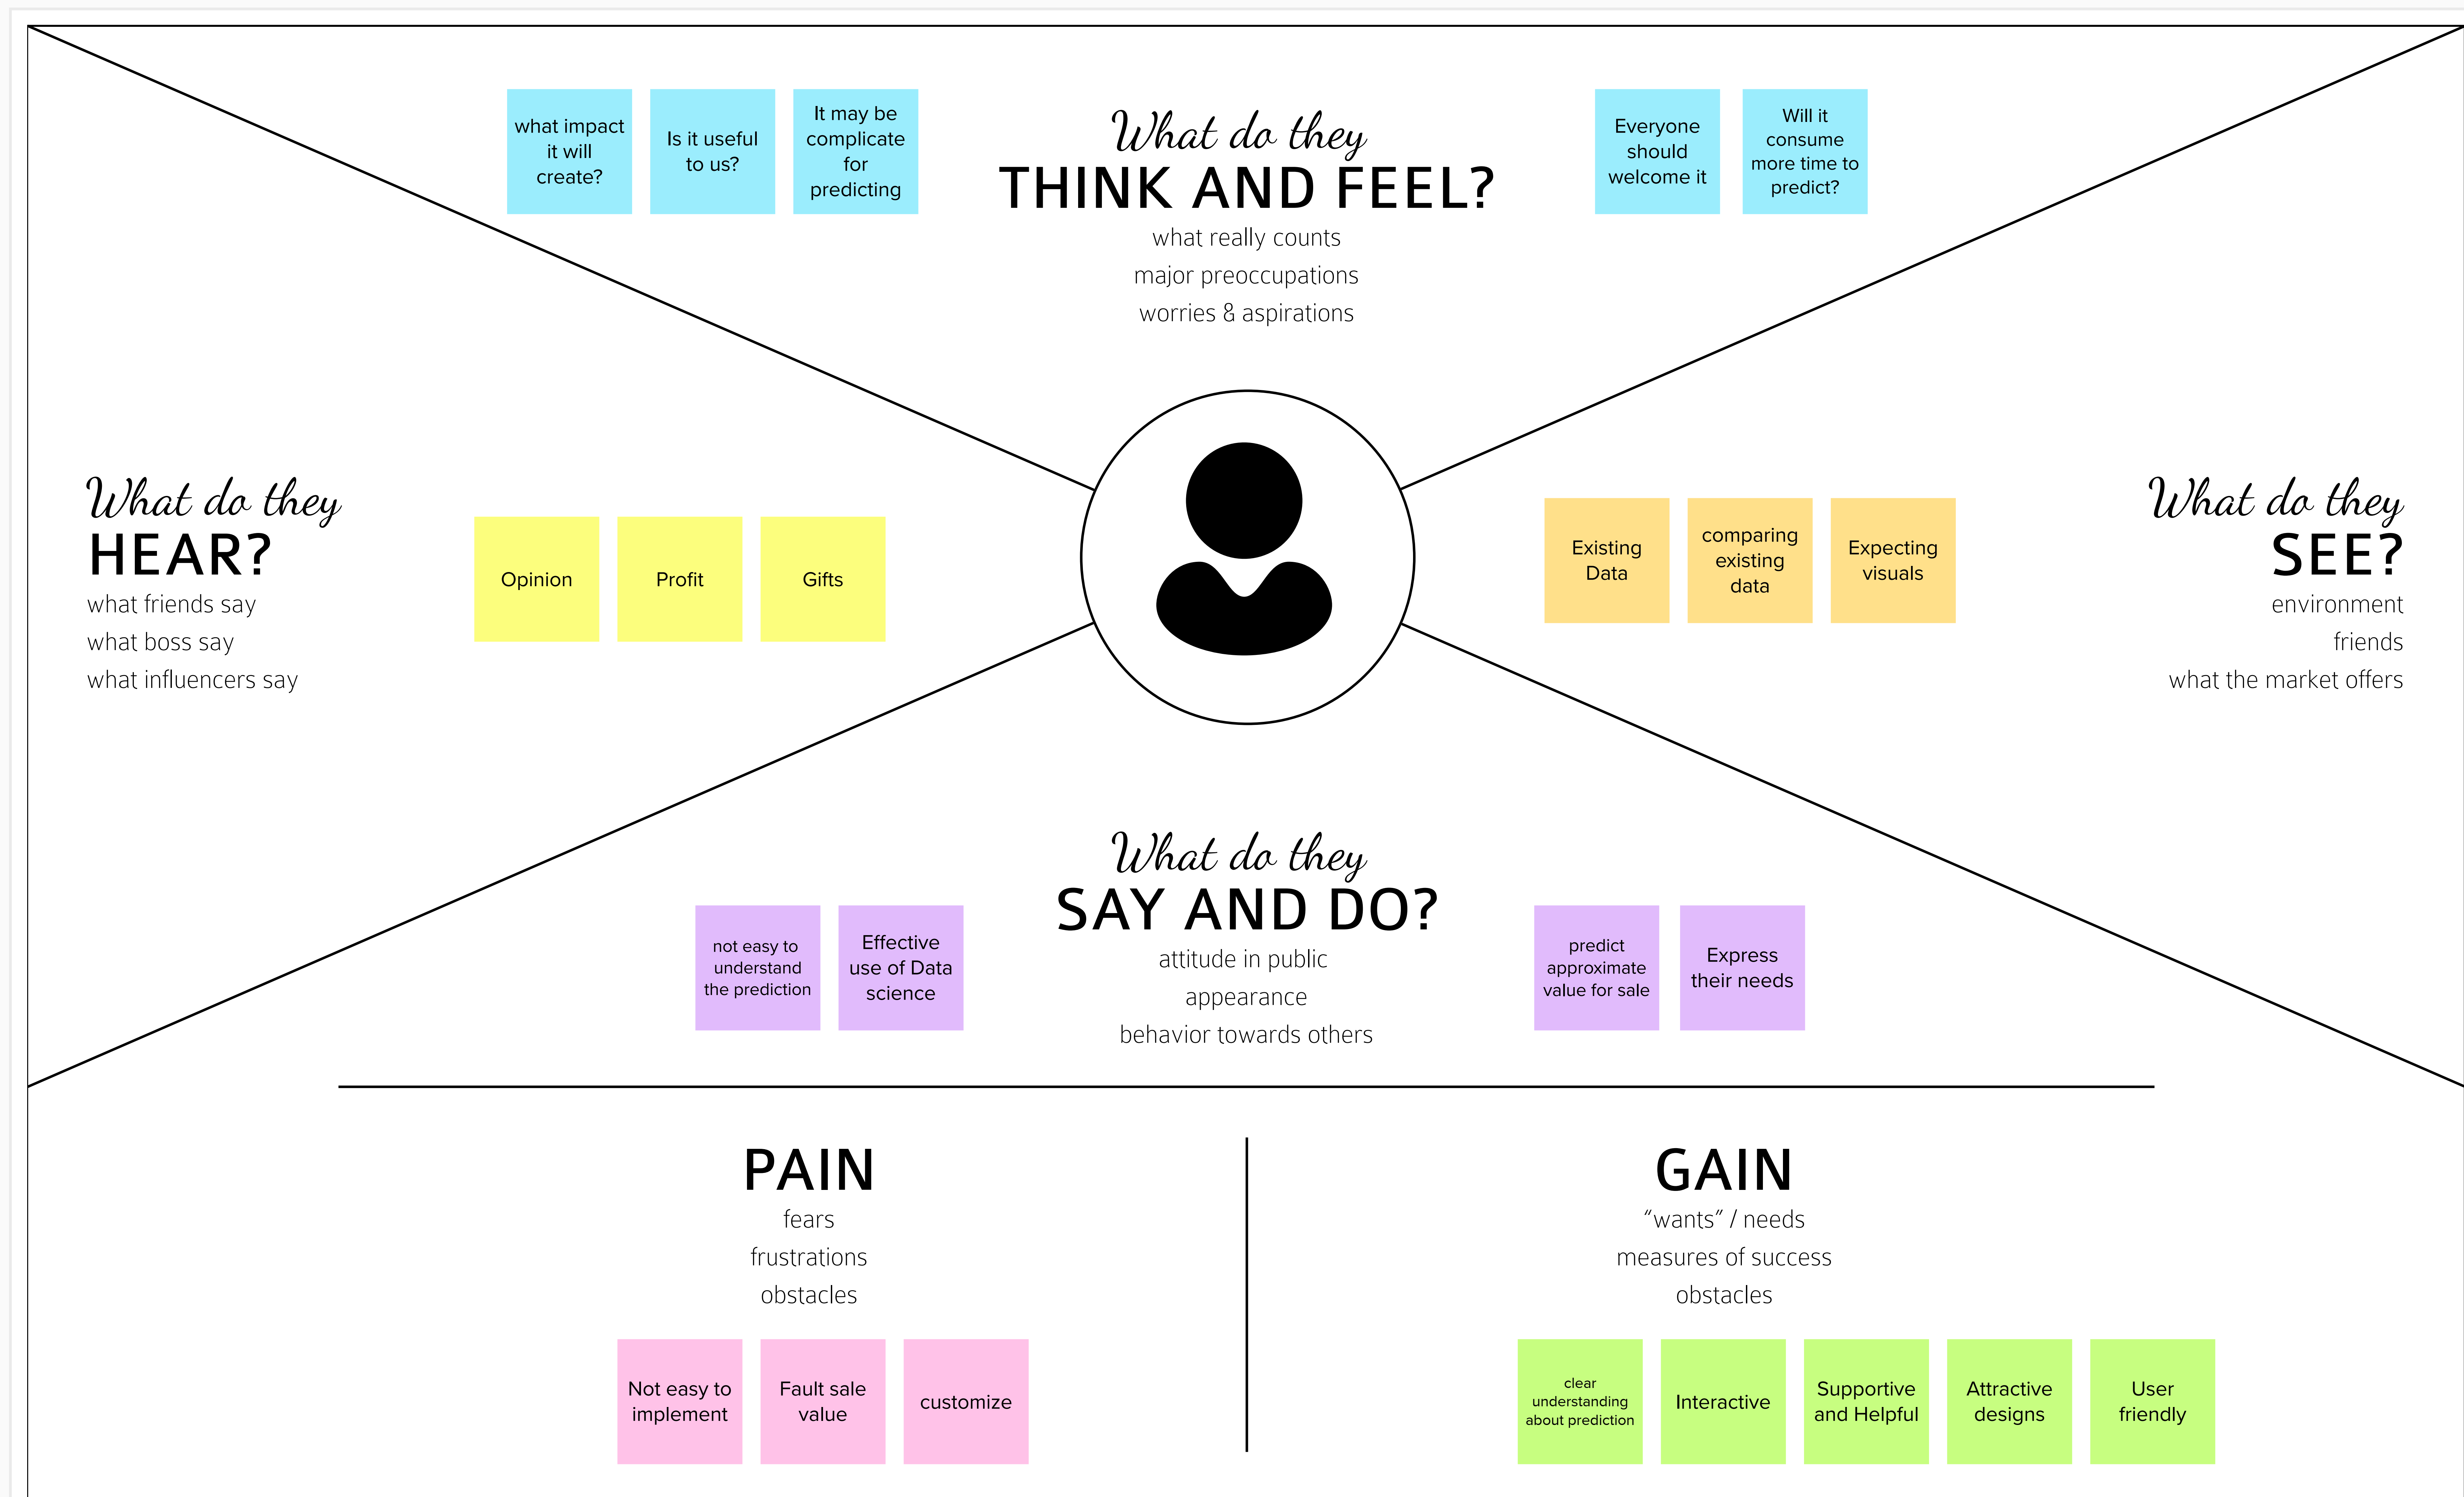 what impact
it will
create?
Is it useful
to us?
It may be
complicate
for
predicting
What do they
THINK AND FEEL?
what really counts
major preoccupations
worries & aspirations
Everyone
should
welcome it
Will it
consume
more time to
predict?
What do they
HEAR?
what friends say
what boss say
what influencers say
Opinion
Profit
Gifts
Existing
Data
comparing
existing
data
Expecting
visuals
What do they
SEE?
environment
friends
what the market offers
not easy to
understand
the prediction
Effective
use of Data
science
What do they
SAY AND DO?
attitude in public
appearance
behavior towards others
predict
approximate
value for sale
Express
their needs
PAIN
fears
frustrations
obstacles
Not easy to
implement
Fault sale
value
customize
GAIN
“wants” / needs
measures of success
obstacles
clear
understanding
about prediction
Interactive
Supportive
and Helpful
Attractive
designs
User
friendly